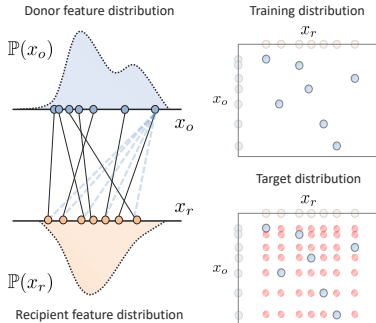 Donor feature distribution
ℙ(x_o)
x_o
x_r
ℙ(x_r)
Recipient feature distribution
Training distribution
x_r
x_o
Target distribution
x_r
x_o